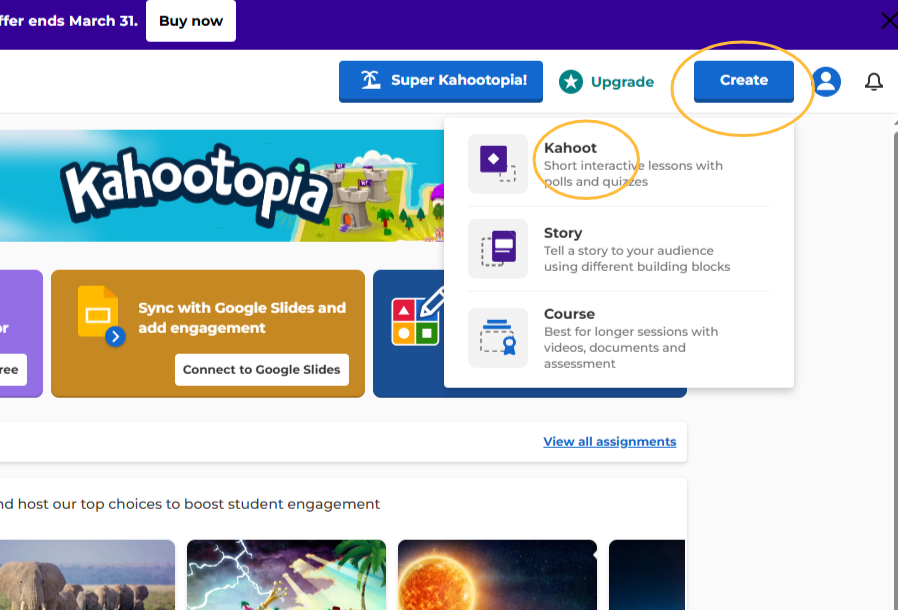 ffer ends March 31.
Buy now
Super Kahootopia!
Upgrade
Create
Kahootopia
Kahoot
Short interactive lessons with
polls and quizzes
Story
Tell a story to your audience
using different building blocks
Course
Best for longer sessions with
videos, documents and
assessment
or
ree
Sync with Google Slides and
add engagement
Connect to Google Slides
View all assignments
nd host our top choices to boost student engagement